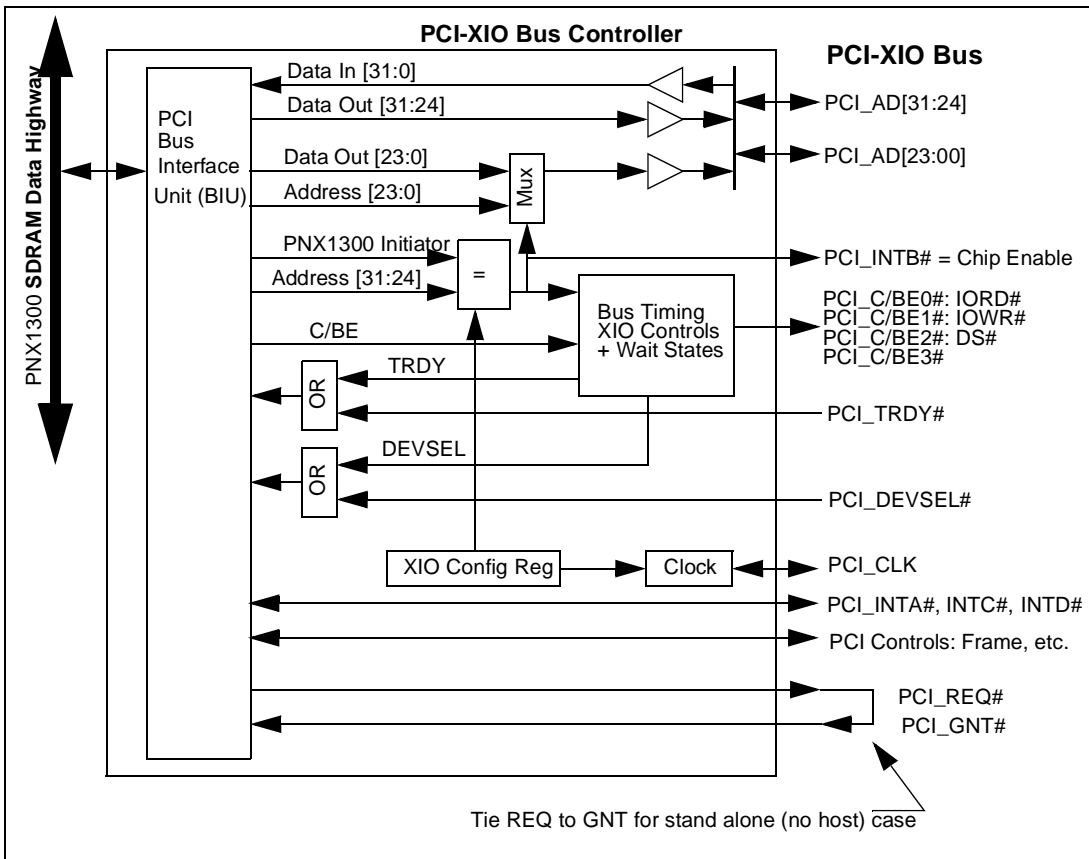 PCI-XIO Bus Controller
PCI-XIO Bus
PNX1300 SDRAM Data Highway
PCI
Bus
Interface
Unit (BIU)
Data In [31:0]
Data Out [31:24]
PCI_AD[31:24]
Data Out [23:0]
Address [23:0]
Mux
PCI_AD[23:00]
PNX1300 Initiator
Address [31:24]
=
PCI_INTB# = Chip Enable
C/BE
Bus Timing
XIO Controls
+ Wait States
PCI_C/BE0#: IORD#
PCI_C/BE1#: IOWR#
PCI_C/BE2#: DS#
PCI_C/BE3#
TRDY
OR
PCI_TRDY#
DEVSEL
OR
PCI_DEVSEL#
XIO Config Reg
Clock
PCI_CLK
PCI_INTA#, INTC#, INTD#
PCI Controls: Frame, etc.
PCI_REQ#
PCI_GNT#
Tie REQ to GNT for stand alone (no host) case